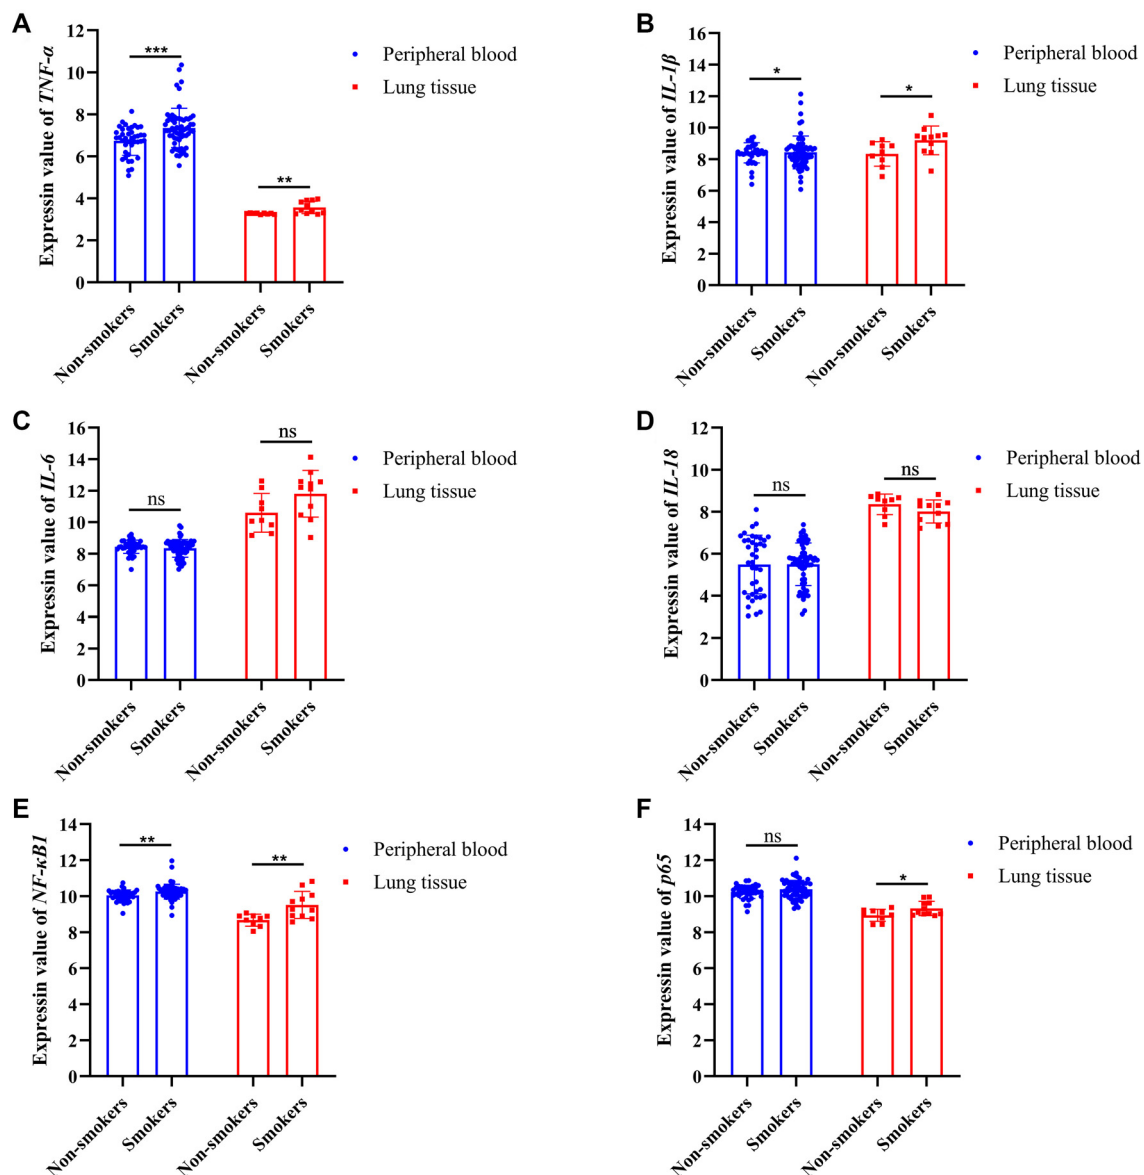 A
Expressin value of TNF-α
12
10
8
6
4
2
0
***
**
Non-smokers
Smokers
Non-smokers
Smokers
Peripheral blood
Lung tissue
B
Expressin value of IL-1β
16
14
12
10
8
6
4
2
0
*
*
Non-smokers
Smokers
Non-smokers
Smokers
Peripheral blood
Lung tissue
C
Expressin value of IL-6
16
14
12
10
8
6
4
2
0
ns
ns
Non-smokers
Smokers
Non-smokers
Smokers
Peripheral blood
Lung tissue
D
Expressin value of IL-18
12
10
8
6
4
2
0
ns
ns
Non-smokers
Smokers
Non-smokers
Smokers
Peripheral blood
Lung tissue
E
Expressin value of NF-κB1
14
12
10
8
6
4
2
0
**
**
Non-smokers
Smokers
Non-smokers
Smokers
Peripheral blood
Lung tissue
F
Expressin value of p65
14
12
10
8
6
4
2
0
ns
*
Non-smokers
Smokers
Non-smokers
Smokers
Peripheral blood
Lung tissue